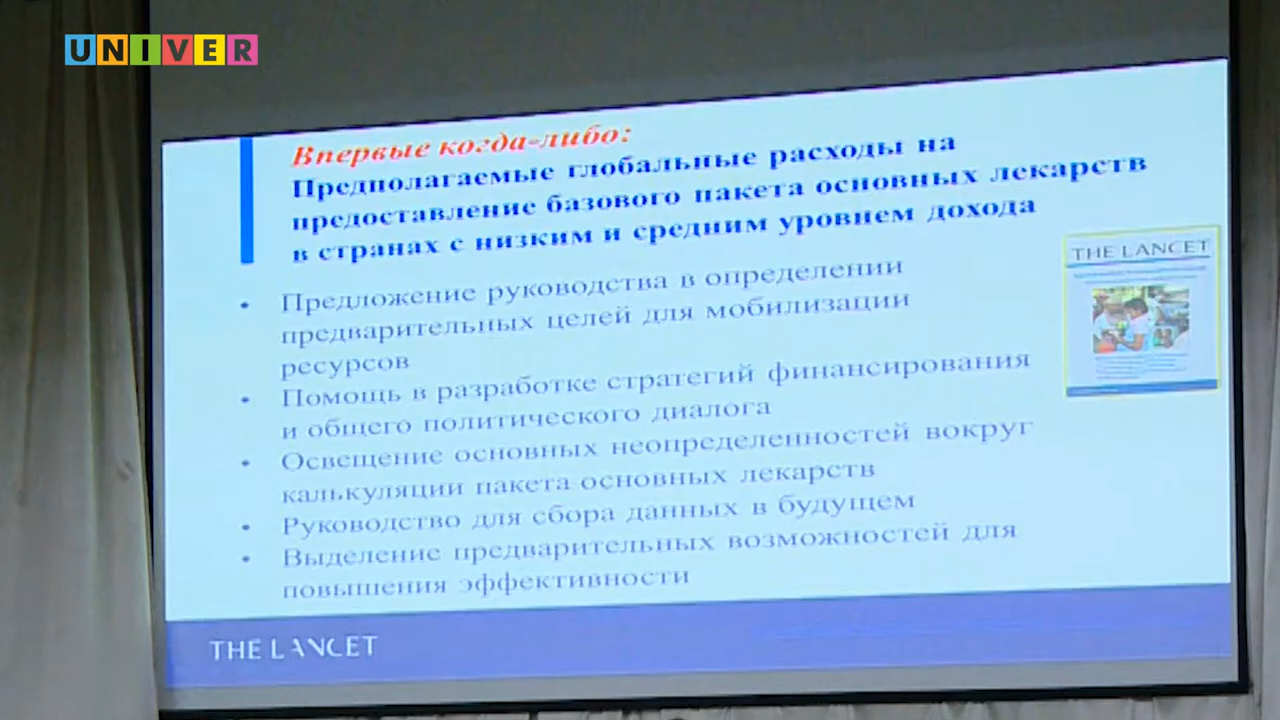 UNIVER
Впервые когда-либо:
Предполагаемые глобальные расходы на
предоставление базового пакета основных лекарств
в странах с низким и средним уровнем дохода
• Предложение руководства в определении
предварительных целей для мобилизации
ресурсов
• Помощь в разработке стратегий финансирования
и общего политического диалога
• Освещение основных неопределенностей вокруг
калькуляции пакета основных лекарств
• Руководство для сбора данных в будущем
• Выделение предварительных возможностей для
повышения эффективности
THE LANCET
THE LANCET